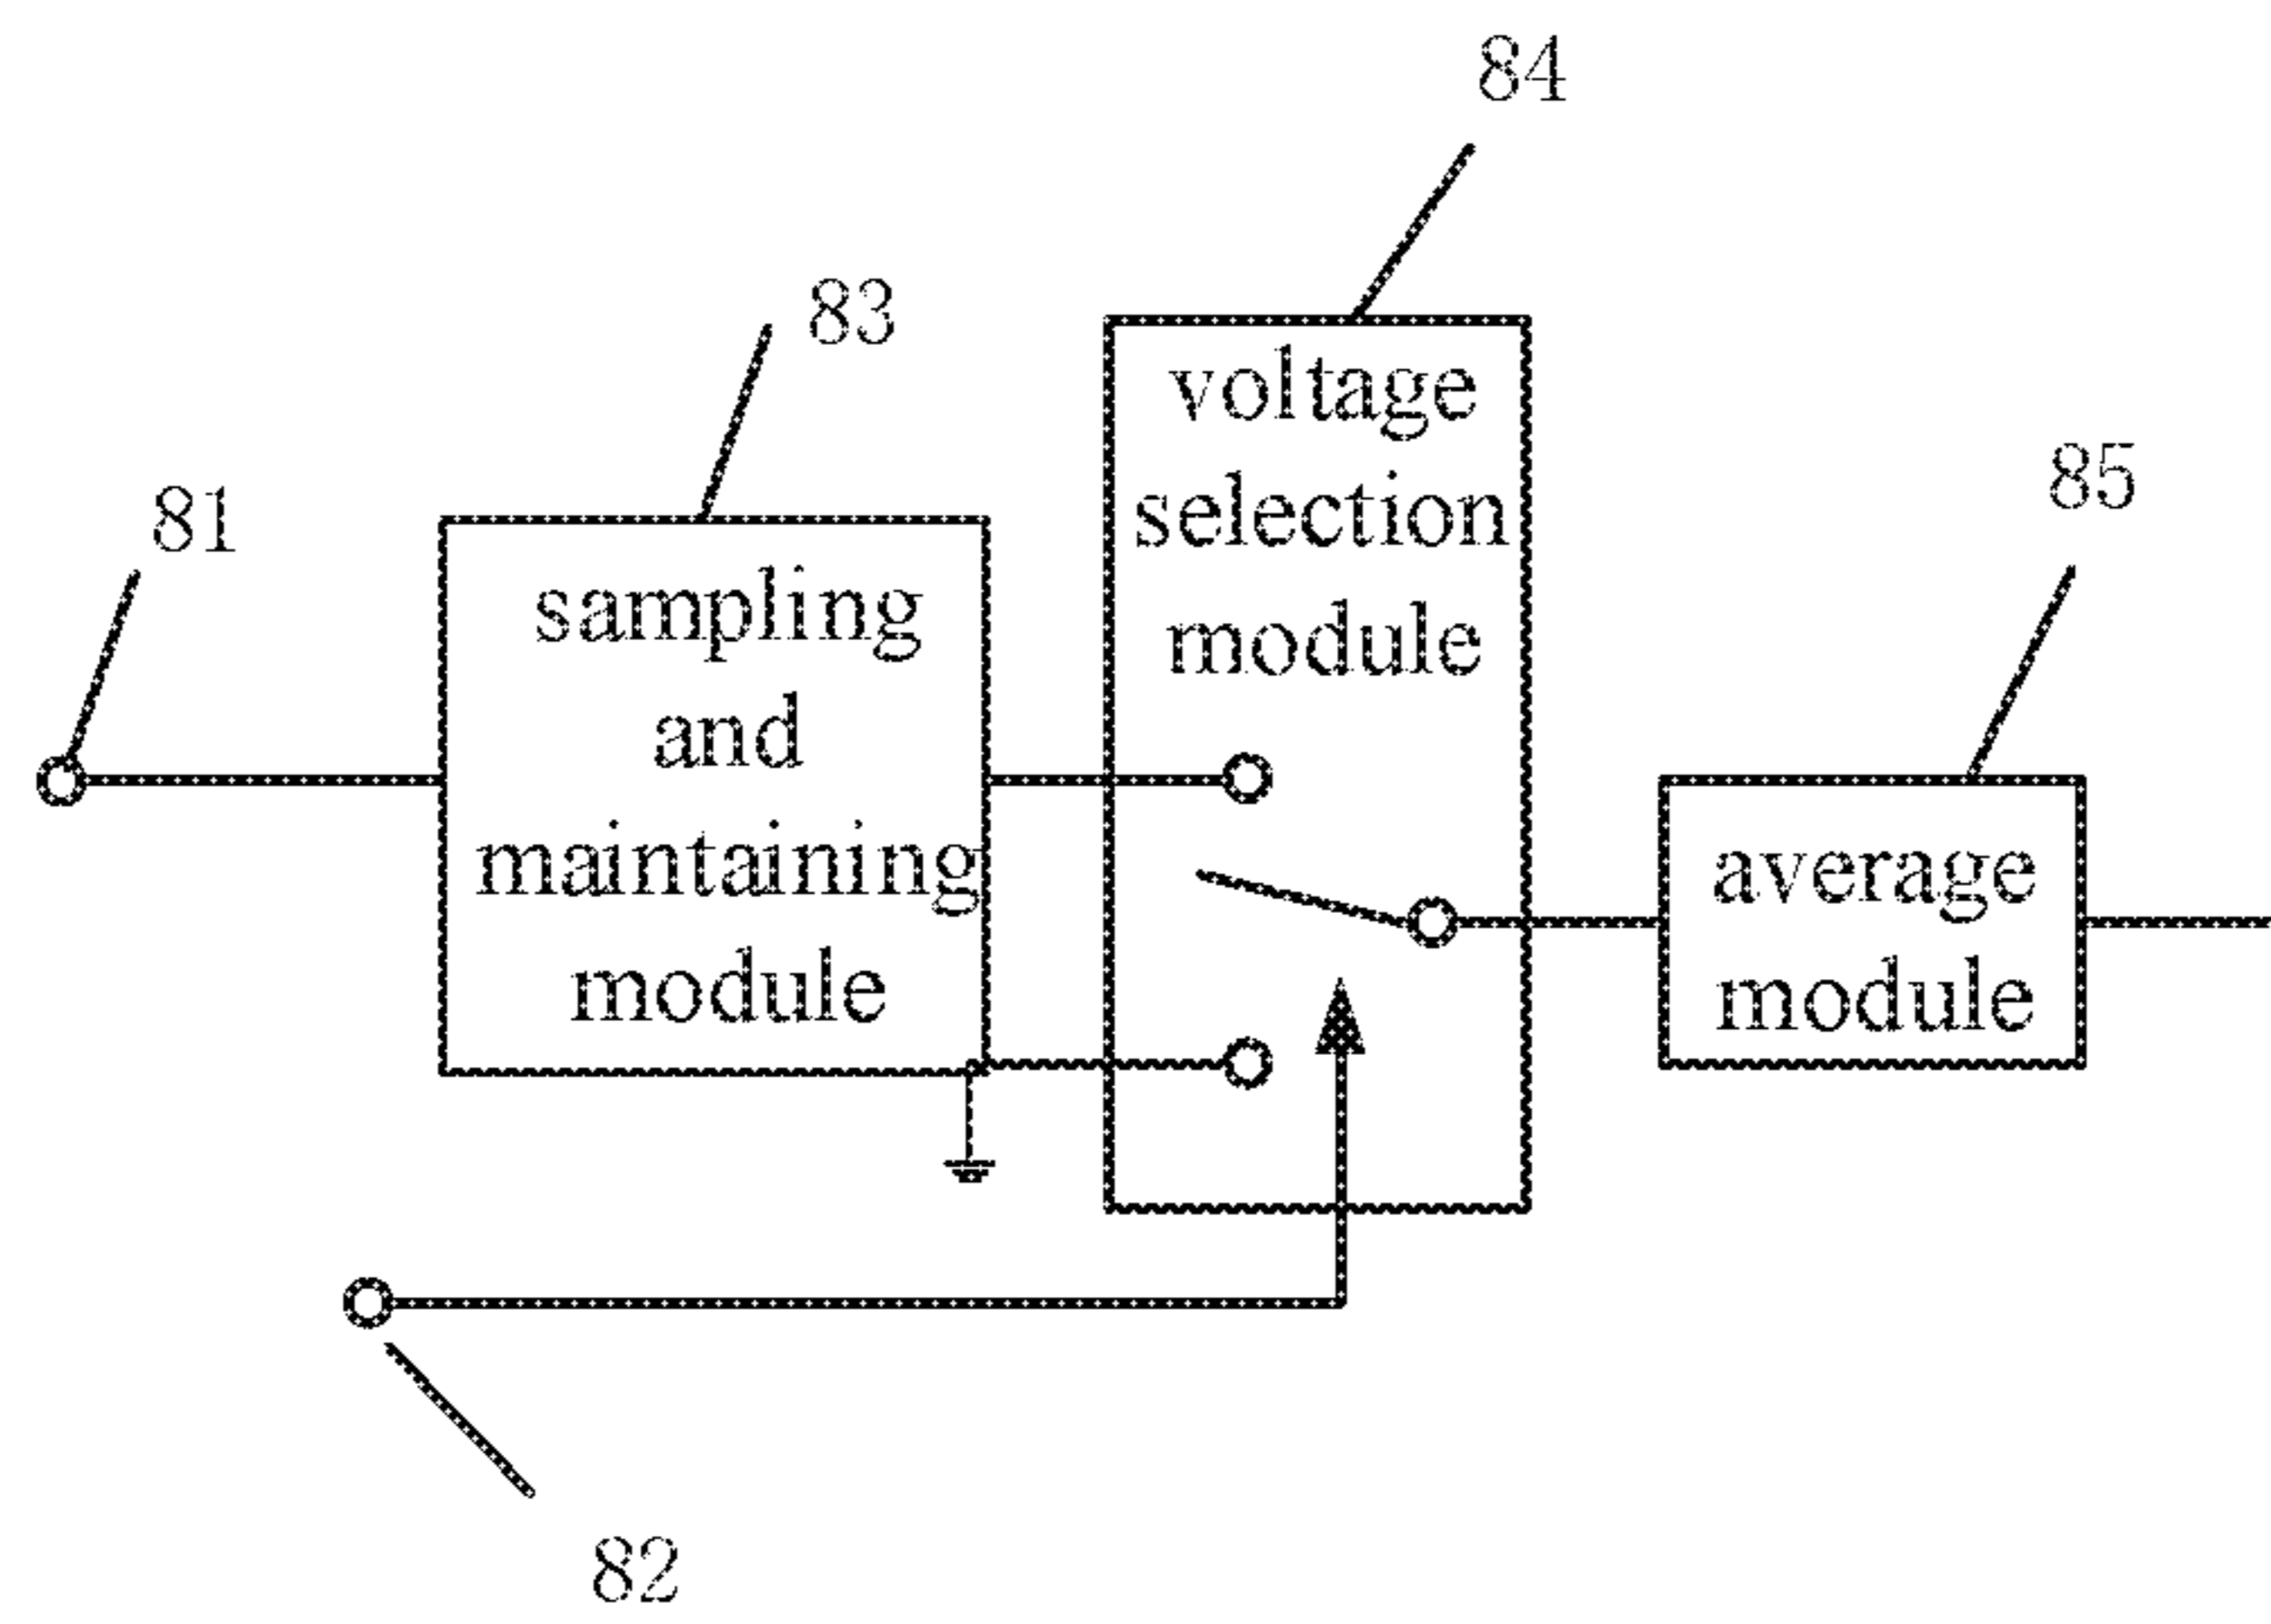 84
83
voltage
selection
module
81
85
sampling
and
maintaining
module
average
module
82